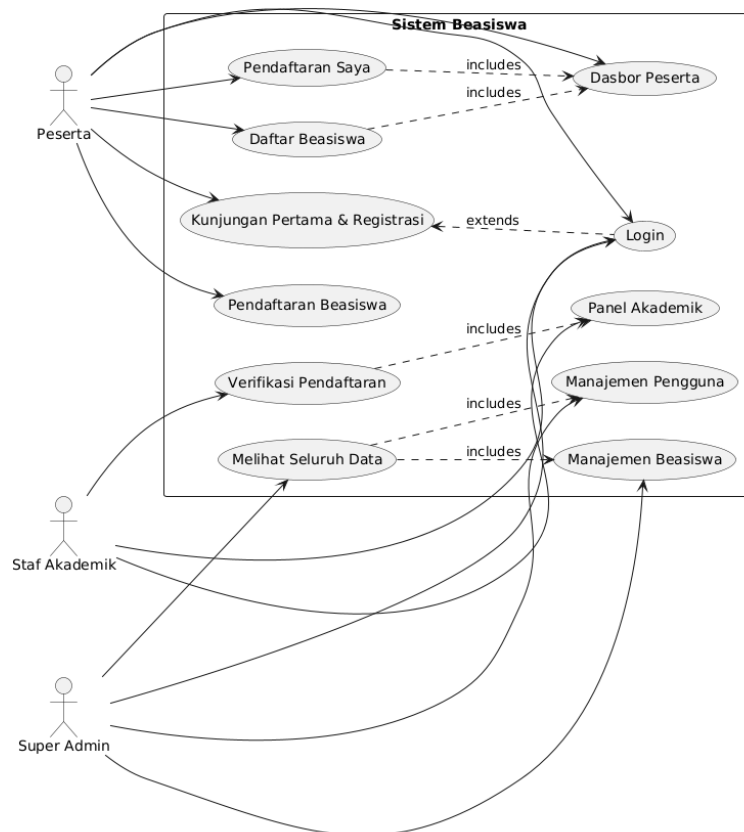 Sistem Beasiswa
Pendaftaran Saya
includes
Dasbor Peserta
includes
Peserta
Daftar Beasiswa
Kunjungan Pertama & Registrasi
extends
Login
Pendaftaran Beasiswa
Panel Akademik
includes
Verifikasi Pendaftaran
Manajemen Pengguna
includes
Melihat Seluruh Data
includes
Manajemen Beasiswa
Staf Akademik
Super Admin